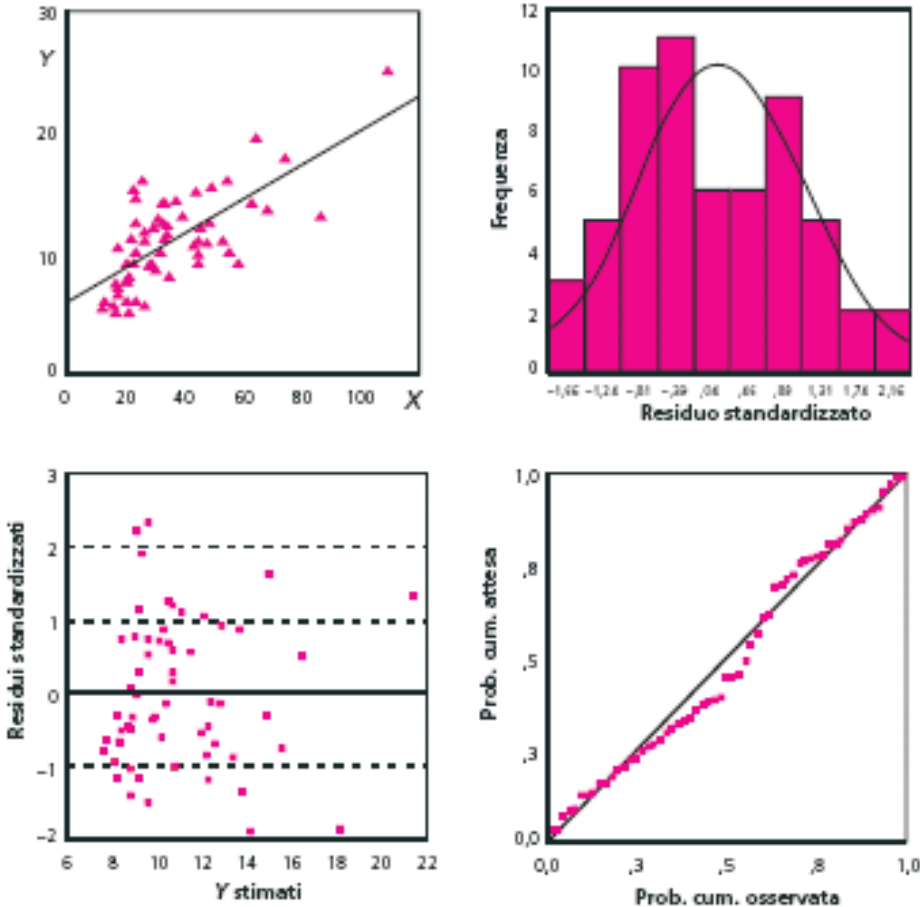 30
Y
20
10
0
0 20 40 60 80 100 X
12
10
8
6
4
2
0
Frequenza
–1,66 –1,24 –,81 –,39 ,04 ,46 ,89 1,31 1,74 2,16
Residuo standardizzato
3
2
1
0
–1
–2
Residui standardizzati
6 8 10 12 14 16 18 20 22
Y stimati
1,0
,8
,5
,3
0,0
Prob. cum. attesa
0,0 ,3 ,5 ,8 1,0
Prob. cum. osservata